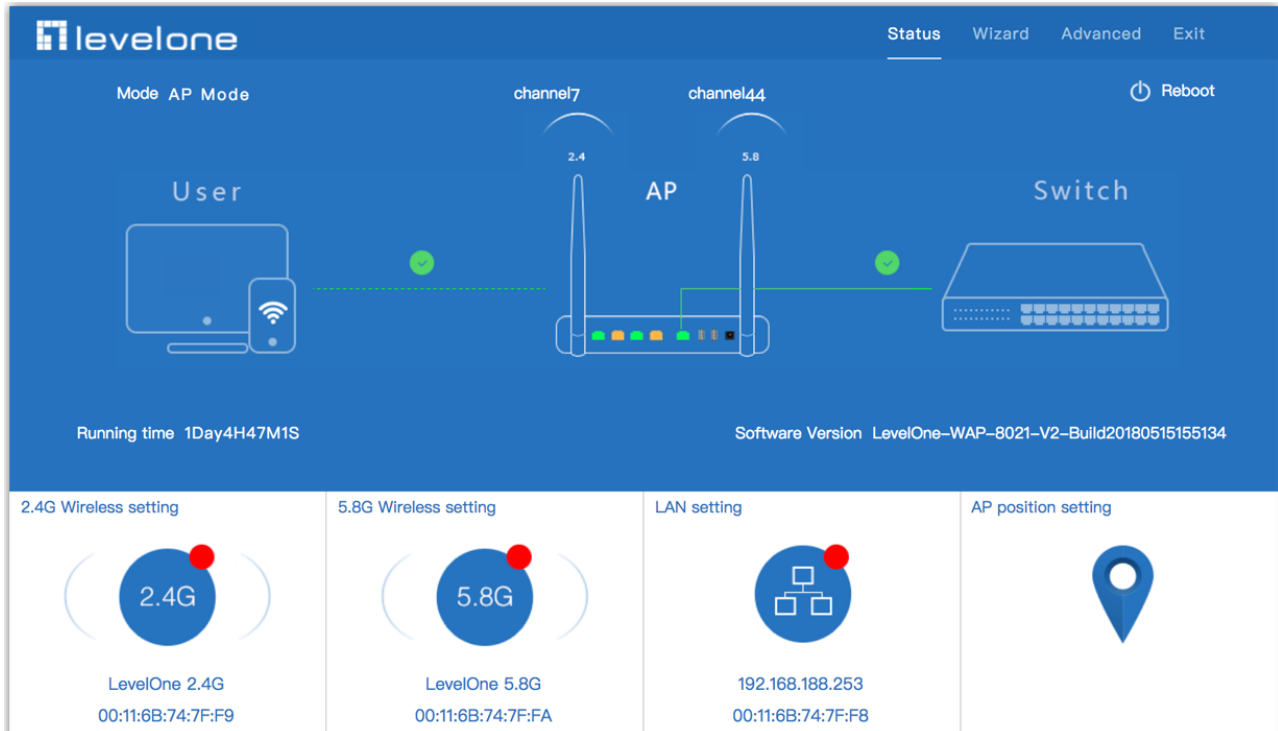 levelone
Status Wizard Advanced Exit
Mode AP Mode channel7 channel44 Reboot
2.4 5.8
User AP Switch
Running time 1Day4H47M1S Software Version LevelOne-WAP-8021-V2-Build20180515155134
2.4G Wireless setting 5.8G Wireless setting LAN setting AP position setting
2.4G 5.8G
LevelOne 2.4G LevelOne 5.8G 192.168.188.253
00:11:6B:74:7F:F9 00:11:6B:74:7F:FA 00:11:6B:74:7F:F8